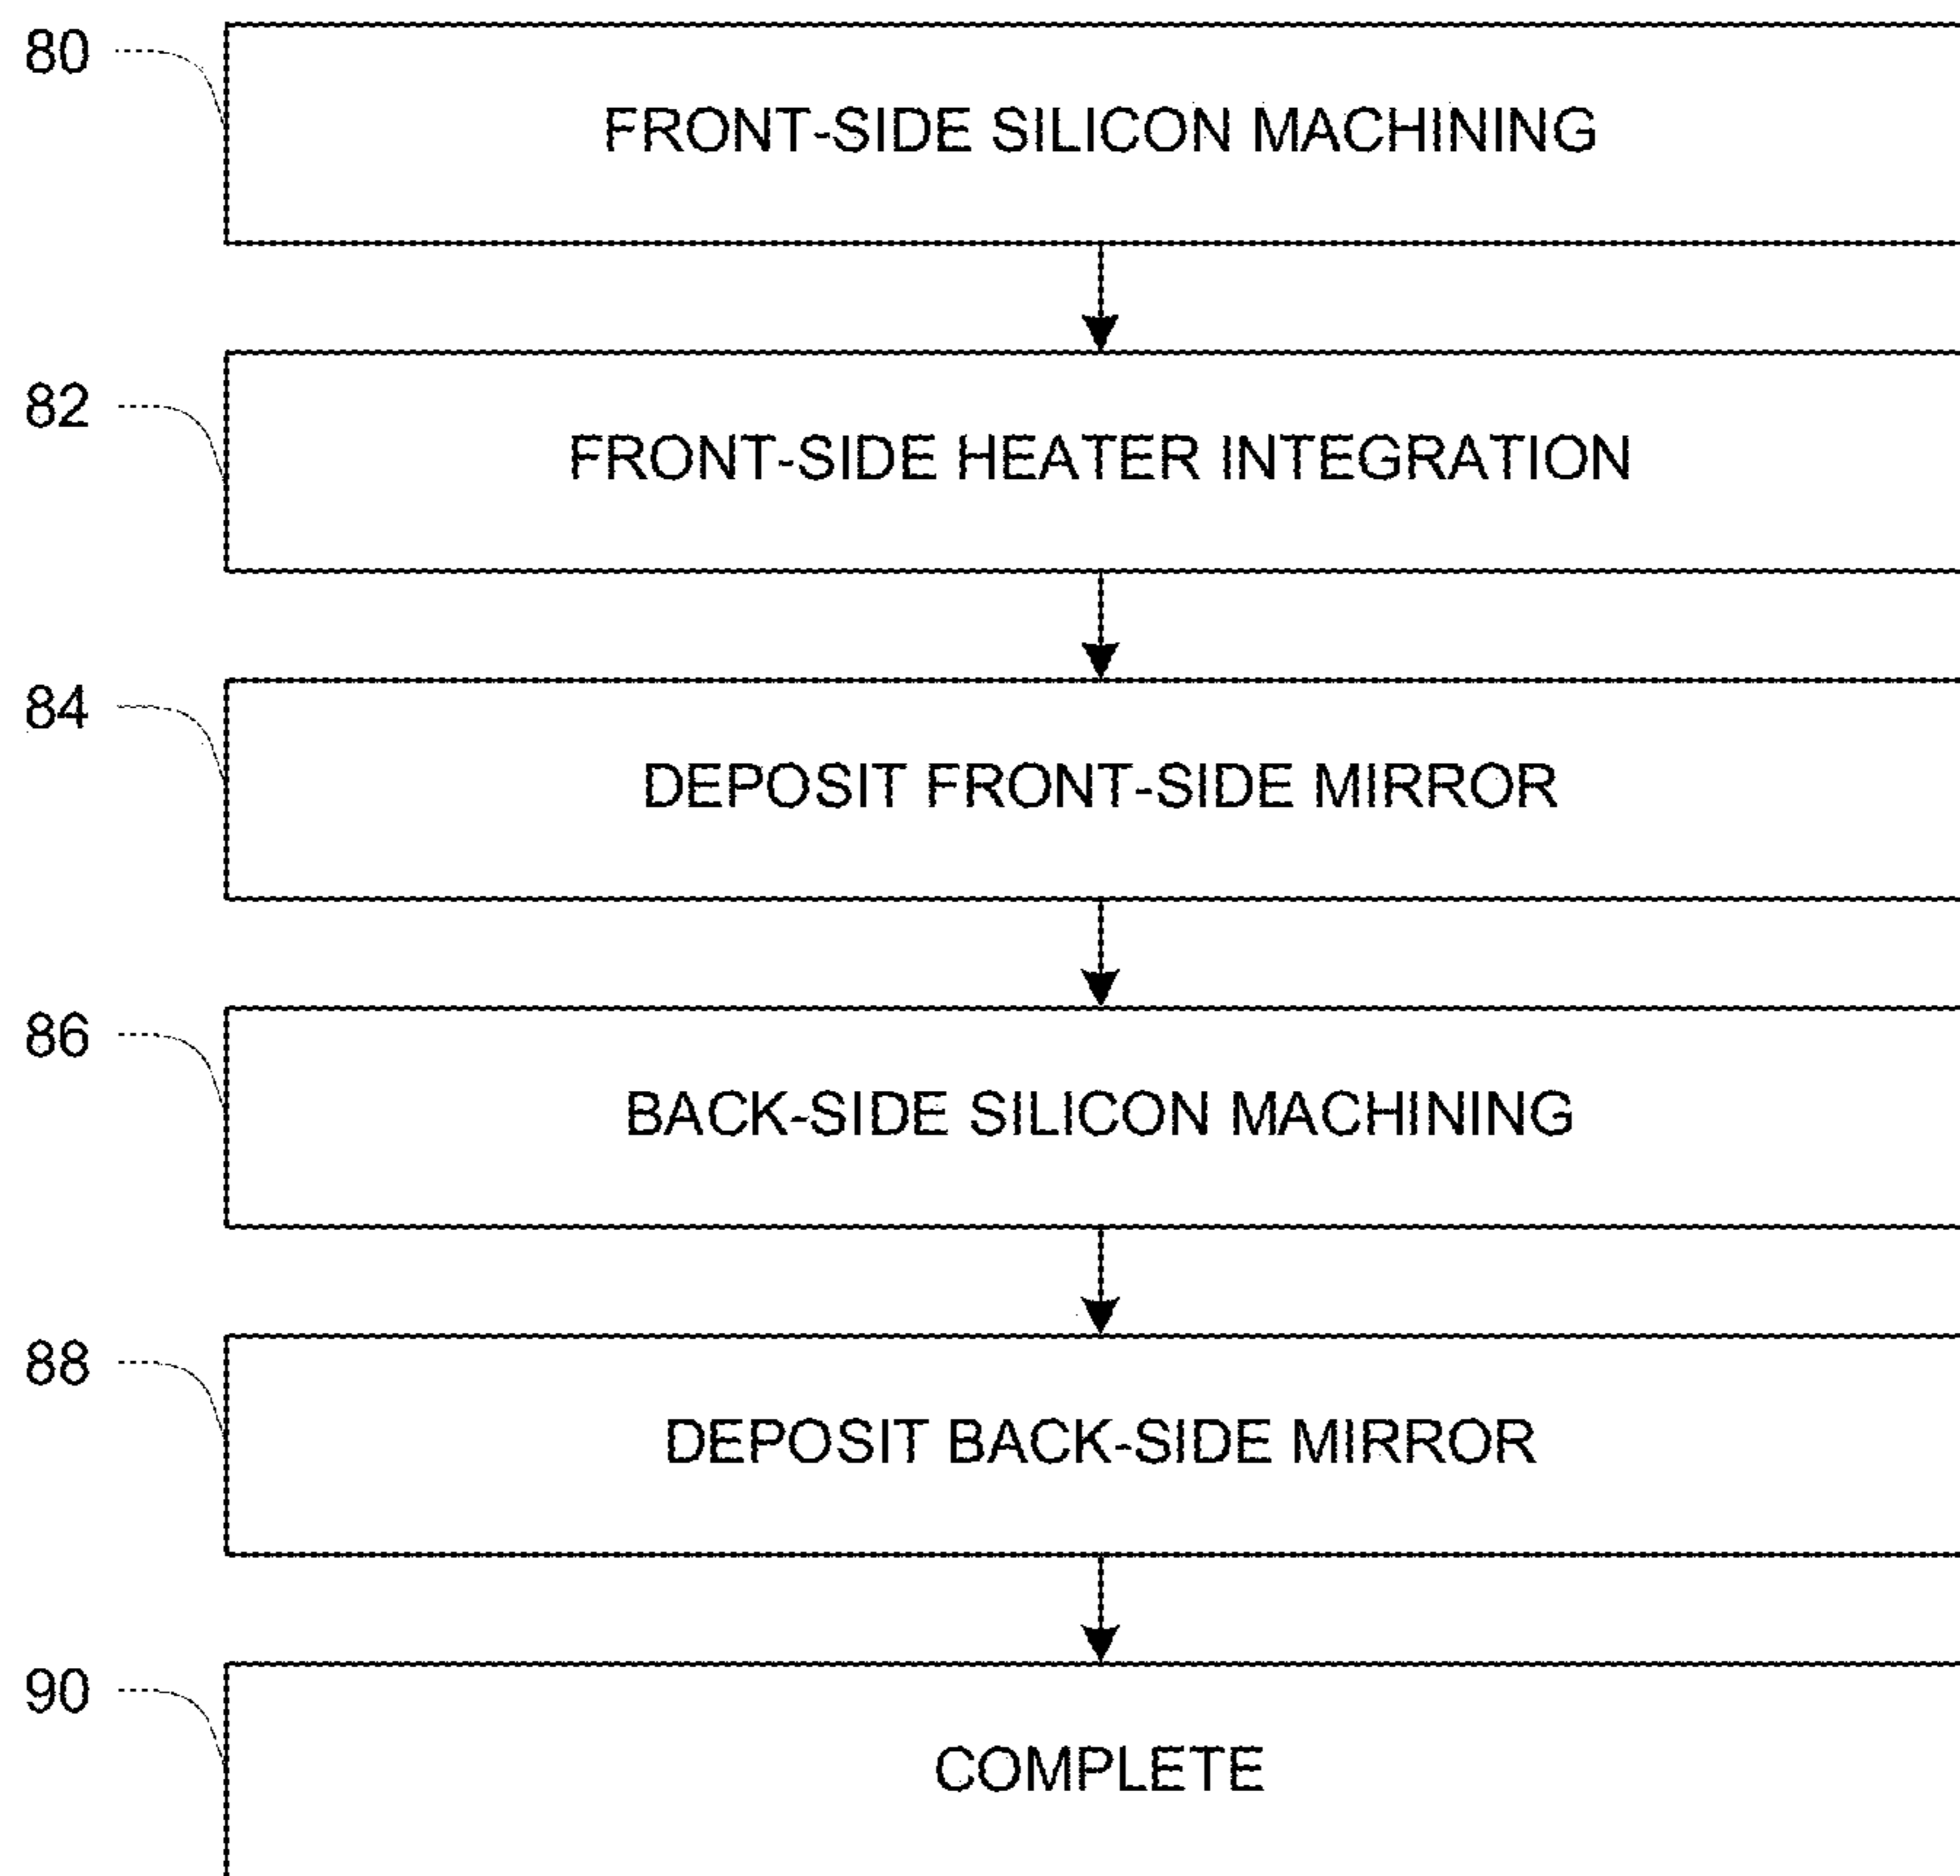 80
FRONT-SIDE SILICON MACHINING
82
FRONT-SIDE HEATER INTEGRATION
84
DEPOSIT FRONT-SIDE MIRROR
86
BACK-SIDE SILICON MACHINING
88
DEPOSIT BACK-SIDE MIRROR
90
COMPLETE